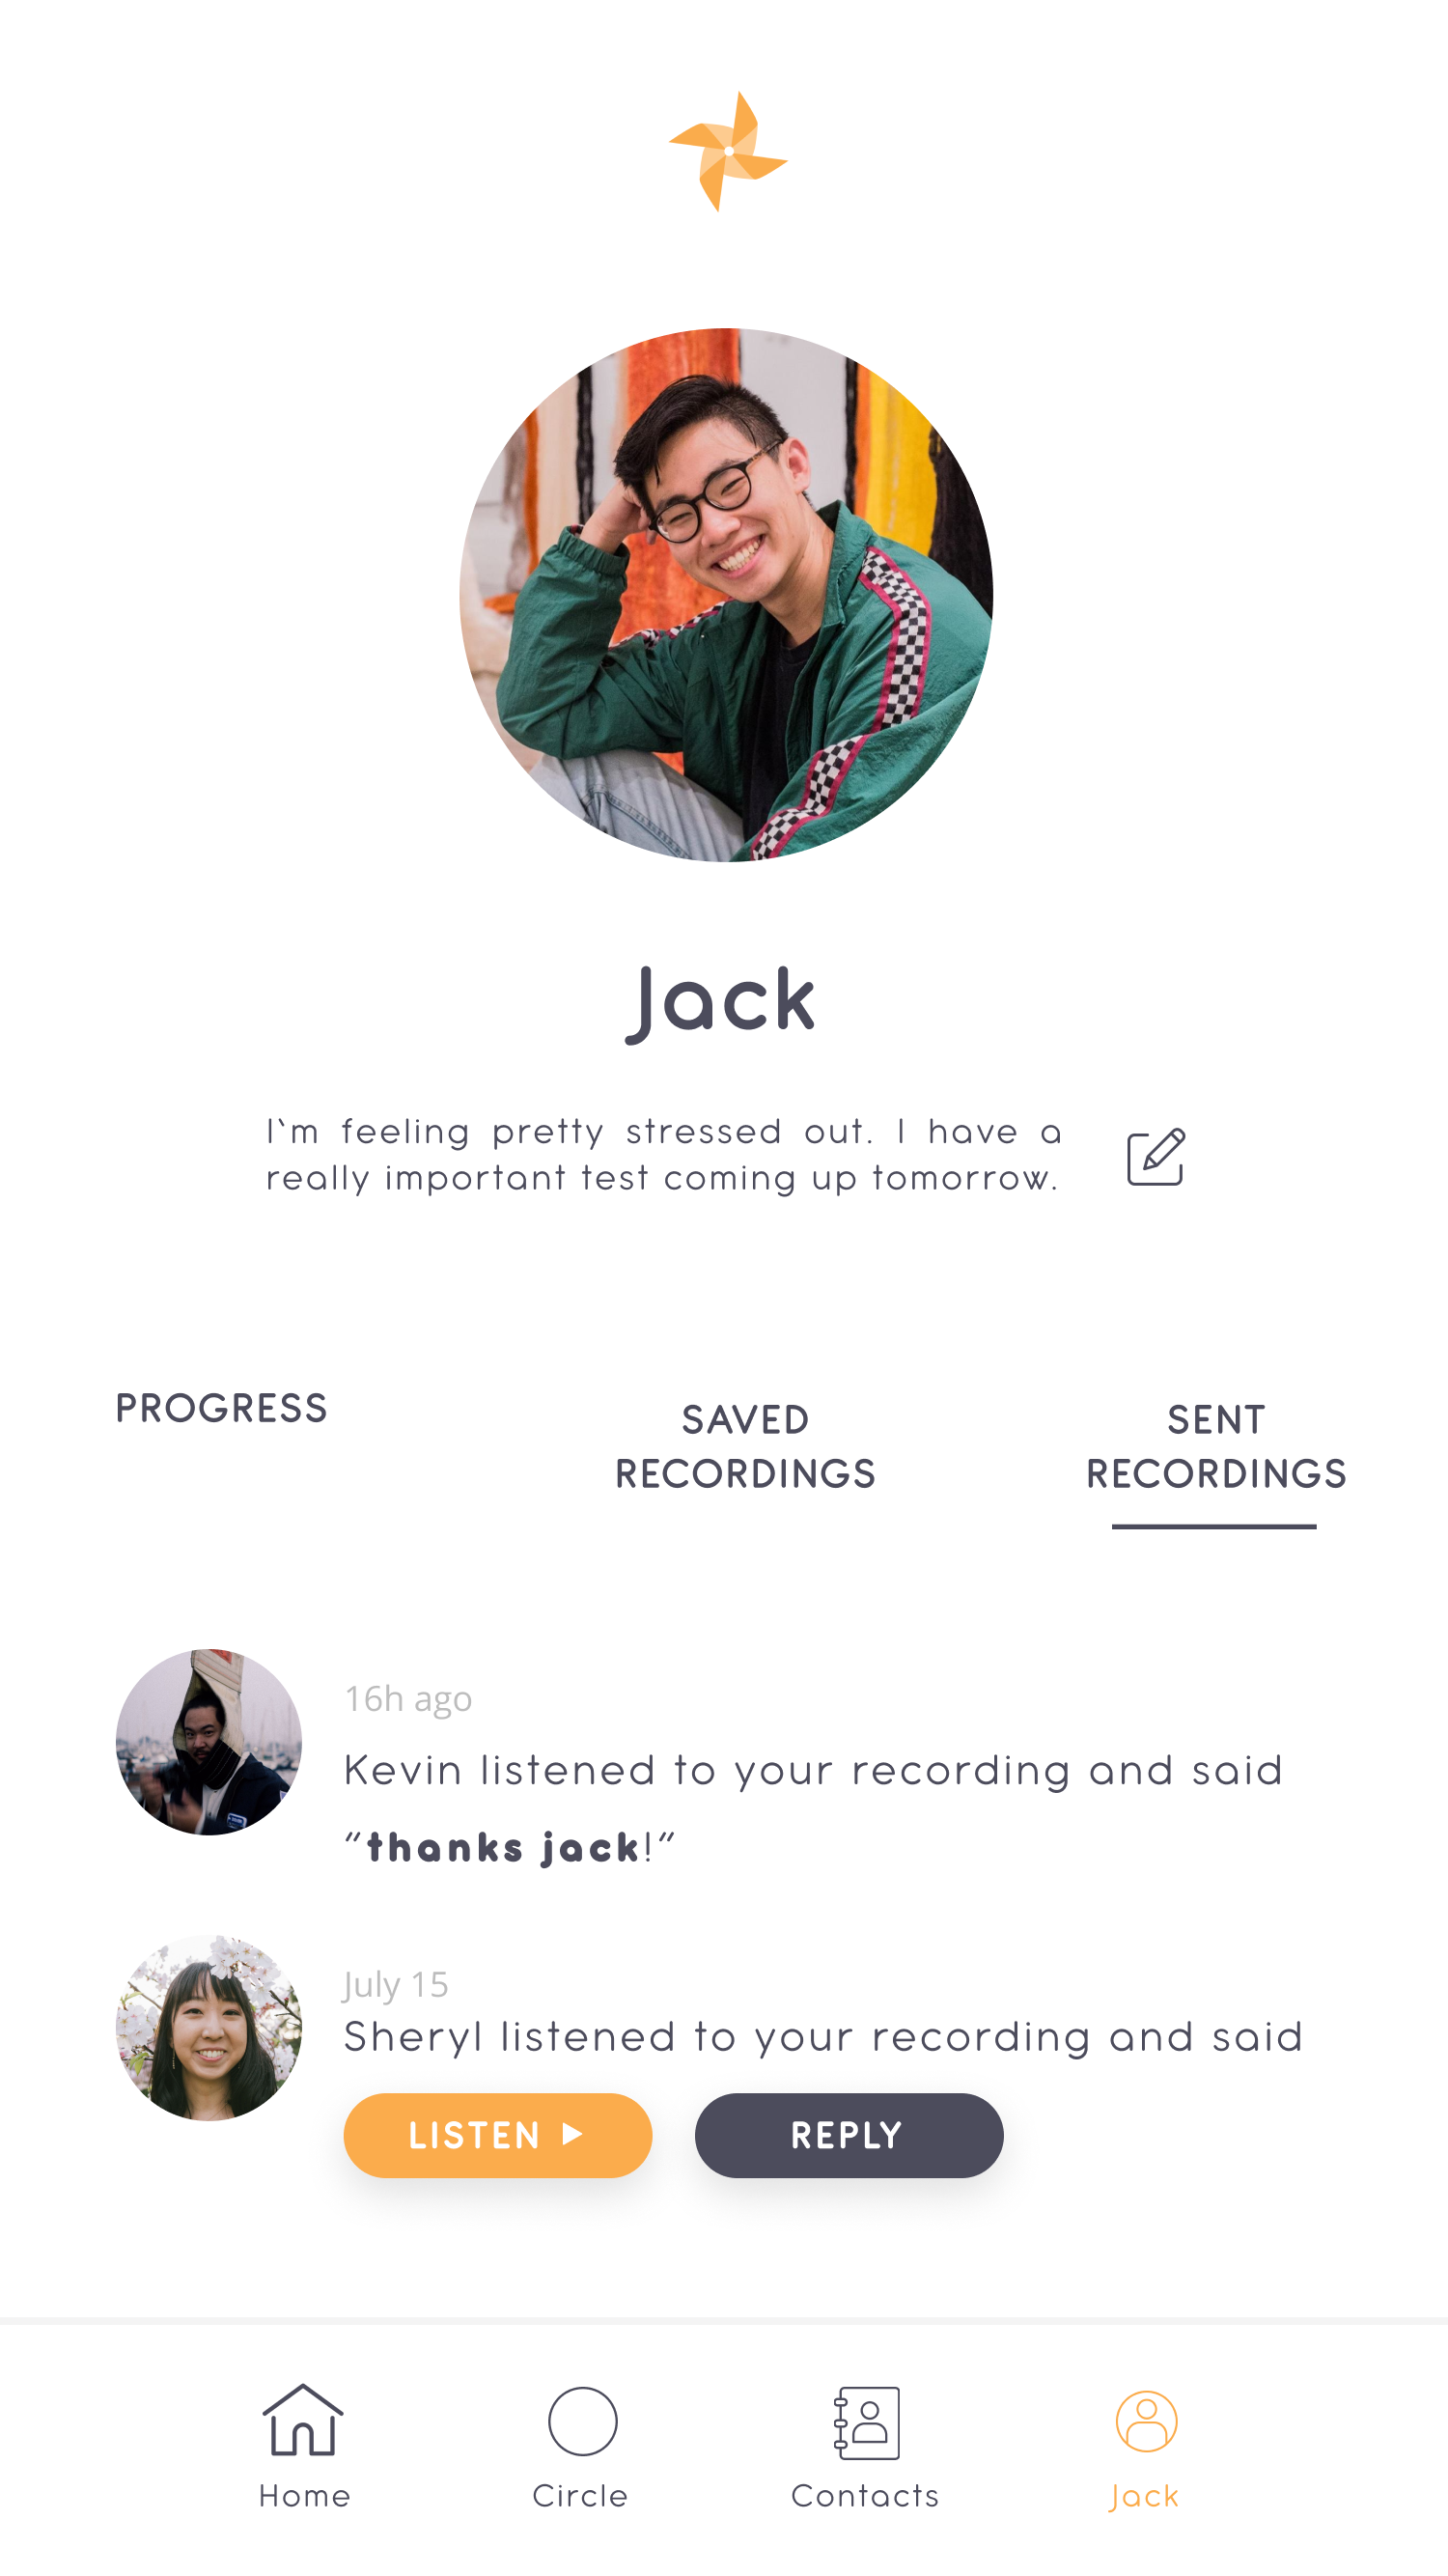 Jack
I`m feeling pretty stressed out. I have a
really important test coming up tomorrow.
PROGRESS
SAVED
RECORDINGS
SENT
RECORDINGS
16h ago
Kevin listened to your recording and said
"thanks jack!"
July 15
Sheryl listened to your recording and said
LISTEN
REPLY
Home
Circle
Contacts
Jack